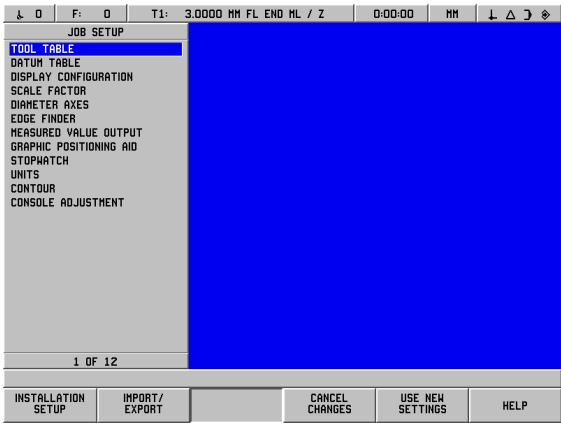 0 F: 0 T1: 3.0000 MM FL END ML / Z 0:00:00 MM
JOB SETUP
TOOL TABLE
DATUM TABLE
DISPLAY CONFIGURATION
SCALE FACTOR
DIAMETER AXES
EDGE FINDER
MEASURED VALUE OUTPUT
GRAPHIC POSITIONING AID
STOPWATCH
UNITS
CONTOUR
CONSOLE ADJUSTMENT
1 OF 12
INSTALLATION
SETUP
IMPORT/
EXPORT
CANCEL
CHANGES
USE NEW
SETTINGS
HELP